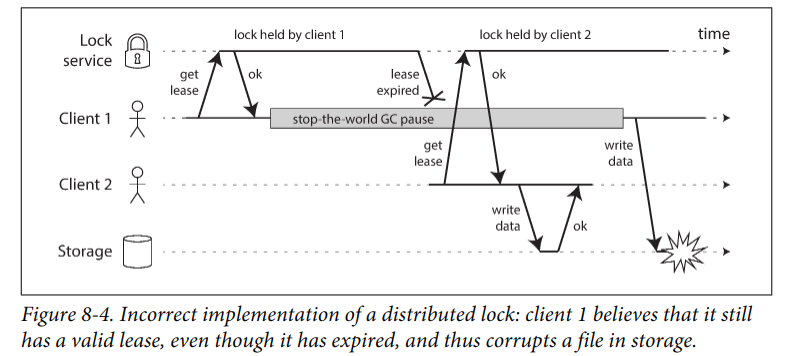 lock held by client 1
lock held by client 2
time
Lock
service
get
lease
ok
lease
expired
ok
Client 1
stop-the-world GC pause
get
lease
write
data
Client 2
write
data
ok
Storage
Figure 8-4. Incorrect implementation of a distributed lock: client 1 believes that it still
has a valid lease, even though it has expired, and thus corrupts a file in storage.